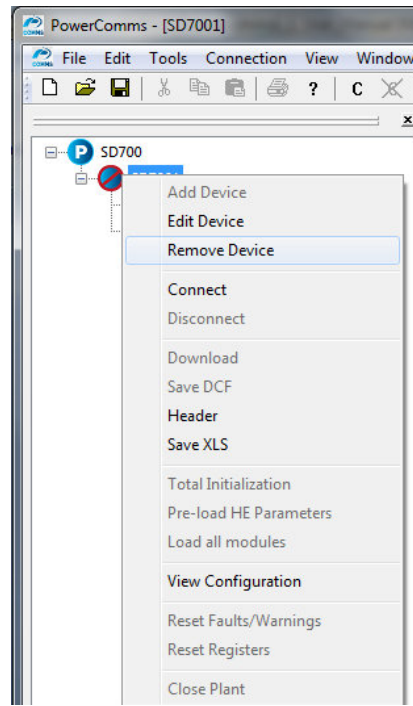 PowerComms - [SD7001]
File Edit Tools Connection View Window
? C
P SD700
Add Device
Edit Device
Remove Device
Connect
Disconnect
Download
Save DCF
Header
Save XLS
Total Initialization
Pre-load HE Parameters
Load all modules
View Configuration
Reset Faults/Warnings
Reset Registers
Close Plant